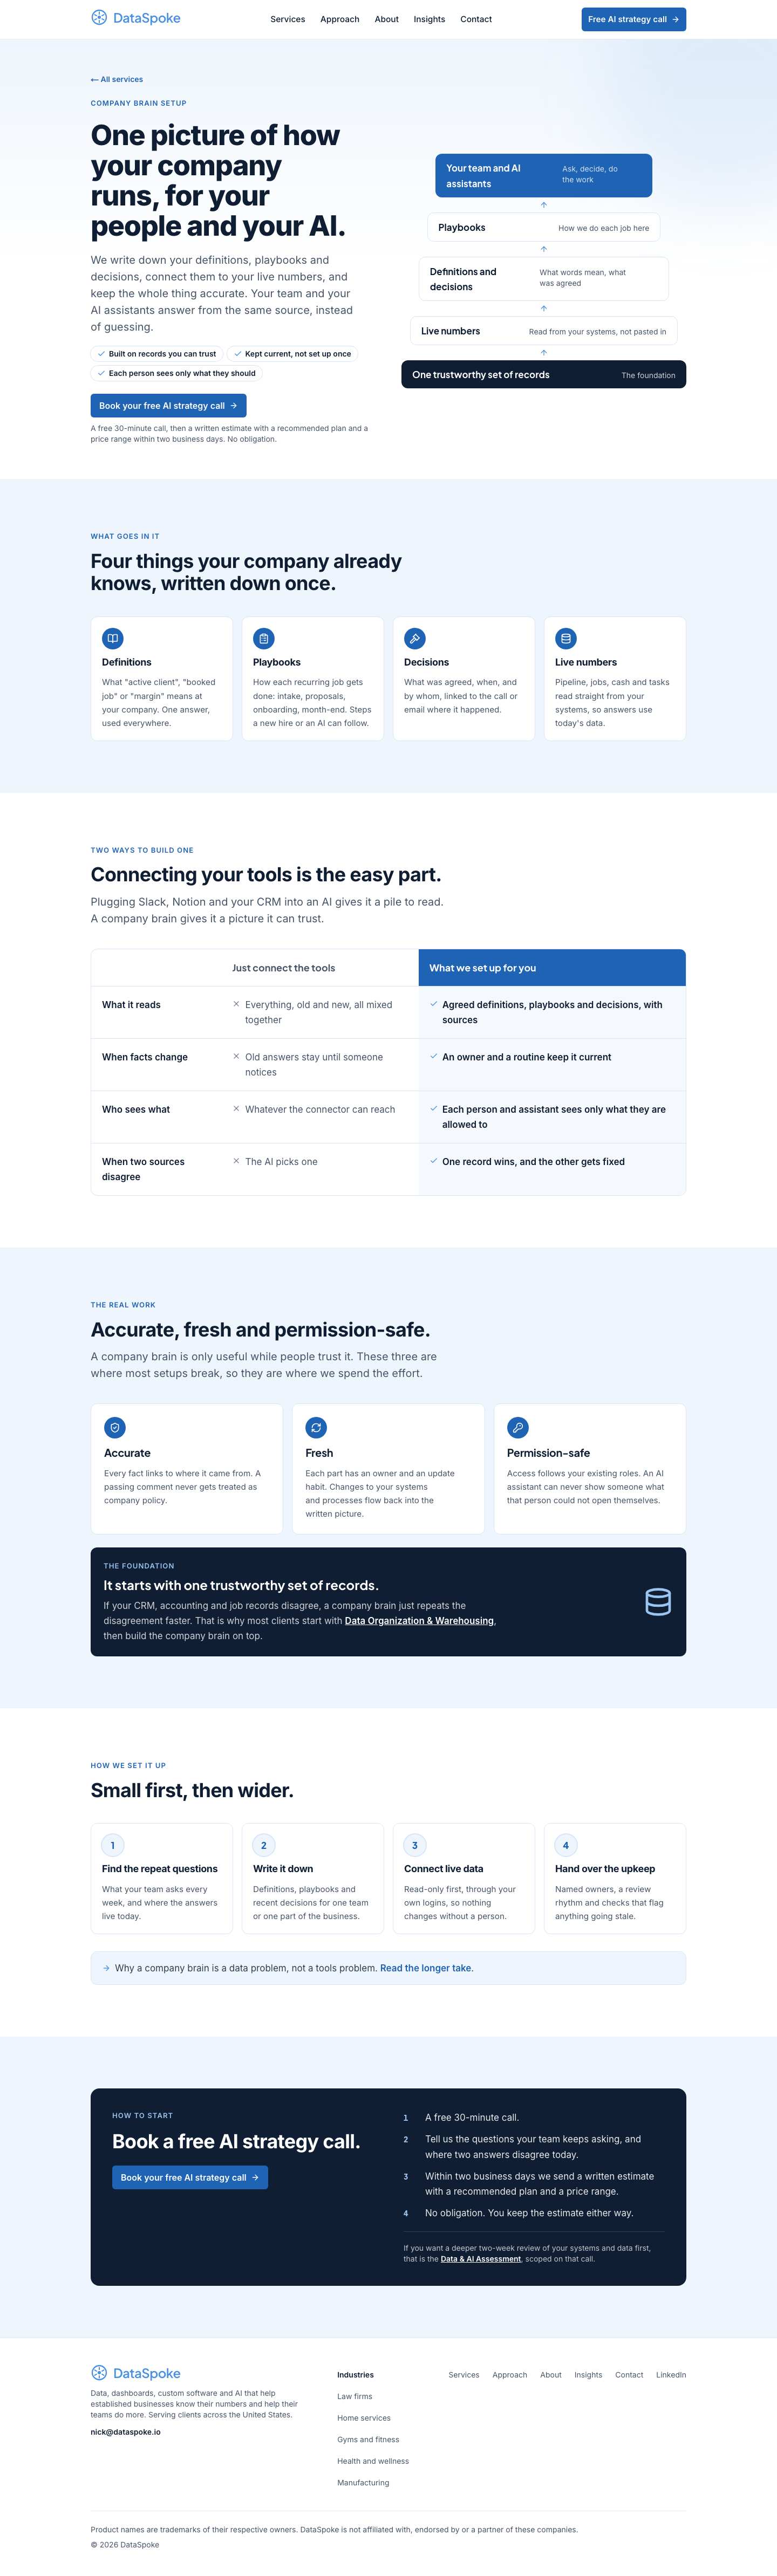 DataSpoke
Services Approach About Insights Contact
Free AI strategy call →
← All services
COMPANY BRAIN SETUP
One picture of how
your company
runs, for your
people and your AI.
We write down your definitions, playbooks and
decisions, connect them to your live numbers, and
keep the whole thing accurate. Your team and your
AI assistants answer from the same source, instead
of guessing.
Built on records you can trust
Kept current, not set up once
Each person sees only what they should
Book your free AI strategy call →
A free 30-minute call, then a written estimate with a recommended plan and a
price range within two business days. No obligation.
Your team and AI
assistants
Ask, decide, do
the work
Playbooks
How we do each job here
Definitions and
decisions
What words mean, what
was agreed
Live numbers
Read from your systems, not pasted in
One trustworthy set of records
The foundation
WHAT GOES IN IT
Four things your company already
knows, written down once.
Definitions
What "active client", "booked
job" or "margin" means at
your company. One answer,
used everywhere.
Playbooks
How each recurring job gets
done: intake, proposals,
onboarding, month-end. Steps
a new hire or an AI can follow.
Decisions
What was agreed, when, and
by whom, linked to the call or
email where it happened.
Live numbers
Pipeline, jobs, cash and tasks
read straight from your
systems, so answers use
today's data.
TWO WAYS TO BUILD ONE
Connecting your tools is the easy part.
Plugging Slack, Notion and your CRM into an AI gives it a pile to read.
A company brain gives it a picture it can trust.
Just connect the tools
What we set up for you
What it reads
Everything, old and new, all mixed
together
Agreed definitions, playbooks and decisions, with
sources
When facts change
Old answers stay until someone
notices
An owner and a routine keep it current
Who sees what
Whatever the connector can reach
Each person and assistant sees only what they are
allowed to
When two sources
disagree
The AI picks one
One record wins, and the other gets fixed
THE REAL WORK
Accurate, fresh and permission-safe.
A company brain is only useful while people trust it. These three are
where most setups break, so they are where we spend the effort.
Accurate
Every fact links to where it came from. A
passing comment never gets treated as
company policy.
Fresh
Each part has an owner and an update
habit. Changes to your systems
and processes flow back into the
written picture.
Permission-safe
Access follows your existing roles. An AI
assistant can never show someone what
that person could not open themselves.
THE FOUNDATION
It starts with one trustworthy set of records.
If your CRM, accounting and job records disagree, a company brain just repeats the
disagreement faster. That is why most clients start with Data Organization & Warehousing,
then build the company brain on top.
HOW WE SET IT UP
Small first, then wider.
1
Find the repeat questions
What your team asks every
week, and where the answers
live today.
2
Write it down
Definitions, playbooks and
recent decisions for one team
or one part of the business.
3
Connect live data
Read-only first, through your
own logins, so nothing
changes without a person.
4
Hand over the upkeep
Named owners, a review
rhythm and checks that flag
anything going stale.
→ Why a company brain is a data problem, not a tools problem. Read the longer take.
HOW TO START
Book a free AI strategy call.
Book your free AI strategy call →
1 A free 30-minute call.
2 Tell us the questions your team keeps asking, and
where two answers disagree today.
3 Within two business days we send a written estimate
with a recommended plan and a price range.
4 No obligation. You keep the estimate either way.
If you want a deeper two-week review of your systems and data first,
that is the Data & AI Assessment, scoped on that call.
DataSpoke
Data, dashboards, custom software and AI that help
established businesses know their numbers and help their
teams do more. Serving clients across the United States.
nick@dataspoke.io
Industries
Law firms
Home services
Gyms and fitness
Health and wellness
Manufacturing
Services Approach About Insights Contact LinkedIn
Product names are trademarks of their respective owners. DataSpoke is not affiliated with, endorsed by or a partner of these companies.
© 2026 DataSpoke